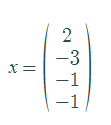 x = ( 2
−3
−1
−1 )